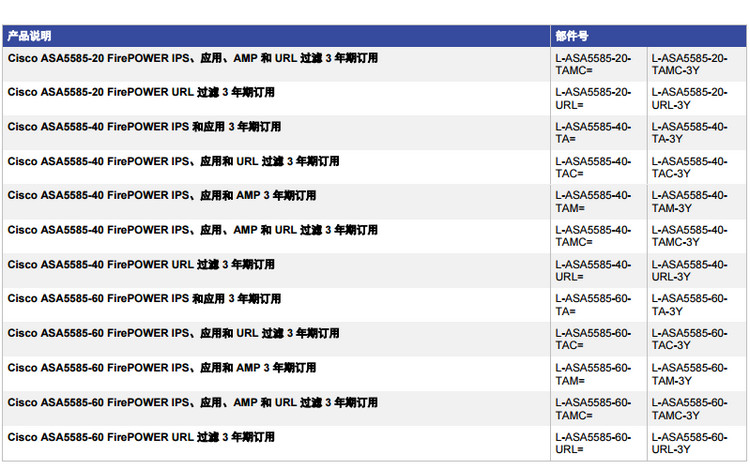 产品说明 部件号
Cisco ASA5585-20 FirePOWER IPS、应用、AMP 和 URL 过滤 3 年期订用 L-ASA5585-20- L-ASA5585-20-
TAMC= TAMC-3Y
Cisco ASA5585-20 FirePOWER URL 过滤 3 年期订用 L-ASA5585-20- L-ASA5585-20-
URL= URL-3Y
Cisco ASA5585-40 FirePOWER IPS 和应用 3 年期订用 L-ASA5585-40- L-ASA5585-40-
TA= TA-3Y
Cisco ASA5585-40 FirePOWER IPS、应用和 URL 过滤 3 年期订用 L-ASA5585-40- L-ASA5585-40-
TAC= TAC-3Y
Cisco ASA5585-40 FirePOWER IPS、应用和 AMP 3 年期订用 L-ASA5585-40- L-ASA5585-40-
TAM= TAM-3Y
Cisco ASA5585-40 FirePOWER IPS、应用、AMP 和 URL 过滤 3 年期订用 L-ASA5585-40- L-ASA5585-40-
TAMC= TAMC-3Y
Cisco ASA5585-40 FirePOWER URL 过滤 3 年期订用 L-ASA5585-40- L-ASA5585-40-
URL= URL-3Y
Cisco ASA5585-60 FirePOWER IPS 和应用 3 年期订用 L-ASA5585-60- L-ASA5585-60-
TA= TA-3Y
Cisco ASA5585-60 FirePOWER IPS、应用和 URL 过滤 3 年期订用 L-ASA5585-60- L-ASA5585-60-
TAC= TAC-3Y
Cisco ASA5585-60 FirePOWER IPS、应用和 AMP 3 年期订用 L-ASA5585-60- L-ASA5585-60-
TAM= TAM-3Y
Cisco ASA5585-60 FirePOWER IPS、应用、AMP 和 URL 过滤 3 年期订用 L-ASA5585-60- L-ASA5585-60-
TAMC= TAMC-3Y
Cisco ASA5585-60 FirePOWER URL 过滤 3 年期订用 L-ASA5585-60- L-ASA5585-60-
URL= URL-3Y